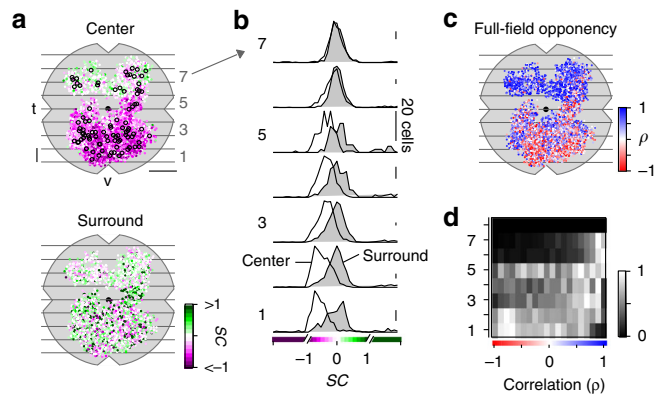 a
Center
7
5
3
1
t
v
Surround
>1
SC
<−1
b
7
5
3
1
20 cells
Center
Surround
−1 0 1
SC
c
Full-field opponency
1
ρ
−1
d
7
5
3
1
1
0
−1 0 1
Correlation (ρ)